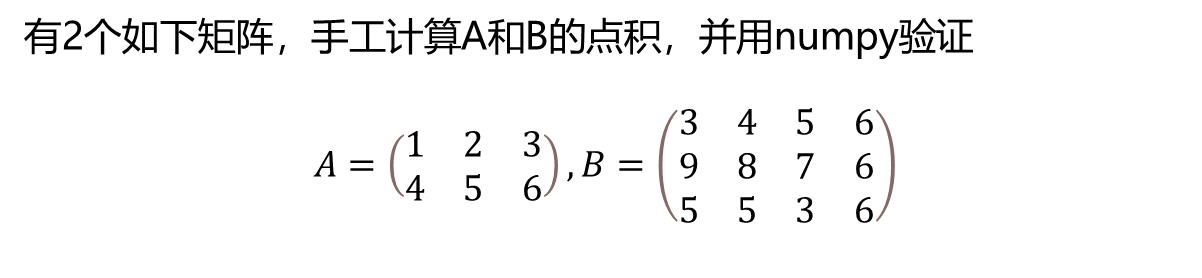 有2个如下矩阵，手工计算A和B的点积，并用numpy验证
A = (1 2 3
4 5 6), B = (3 4 5 6
9 8 7 6
5 5 3 6)